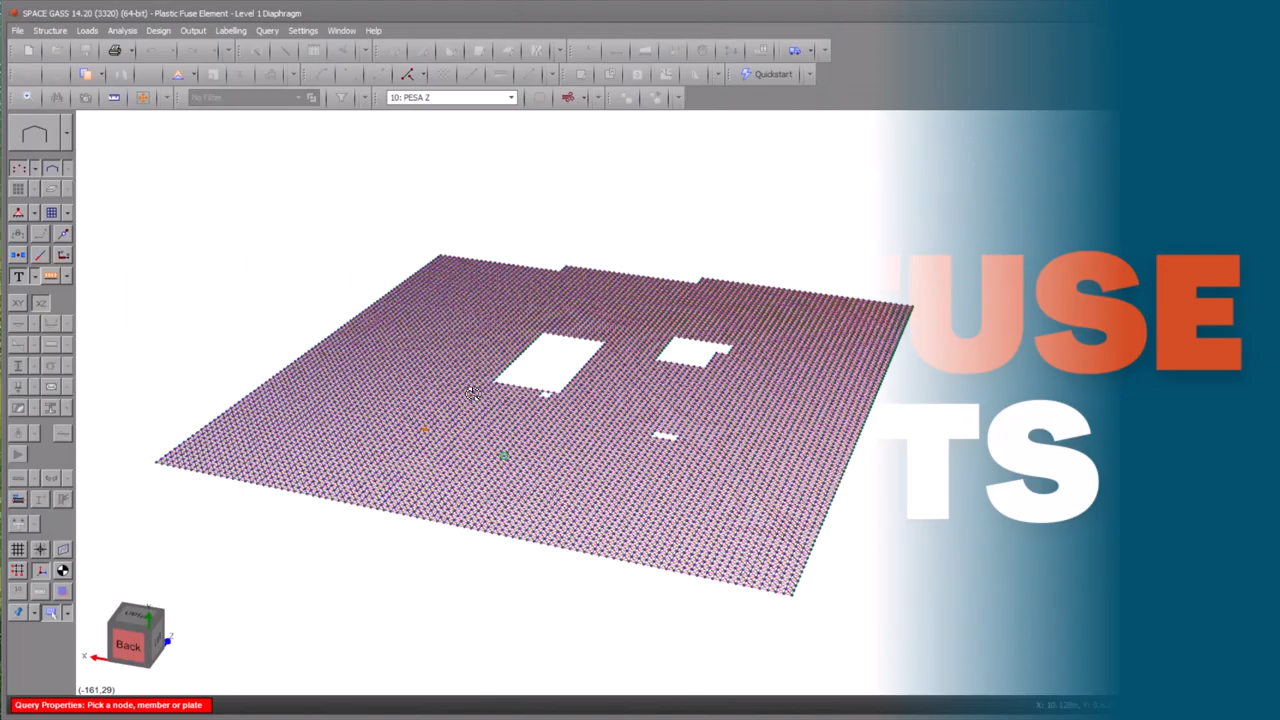 SPACE GASS 14.20 (3320) (64-bit) - Plastic Fuse Element - Level 1 Diaphragm
File Structure Loads Analysis Design Output Labelling Query Settings Window Help
Quickstart
No Filter
10: PESA Z
T
XY XZ
USE
TS
Back
Y
Z
X
(-161,29)
Query Properties: Pick a node, member or plate